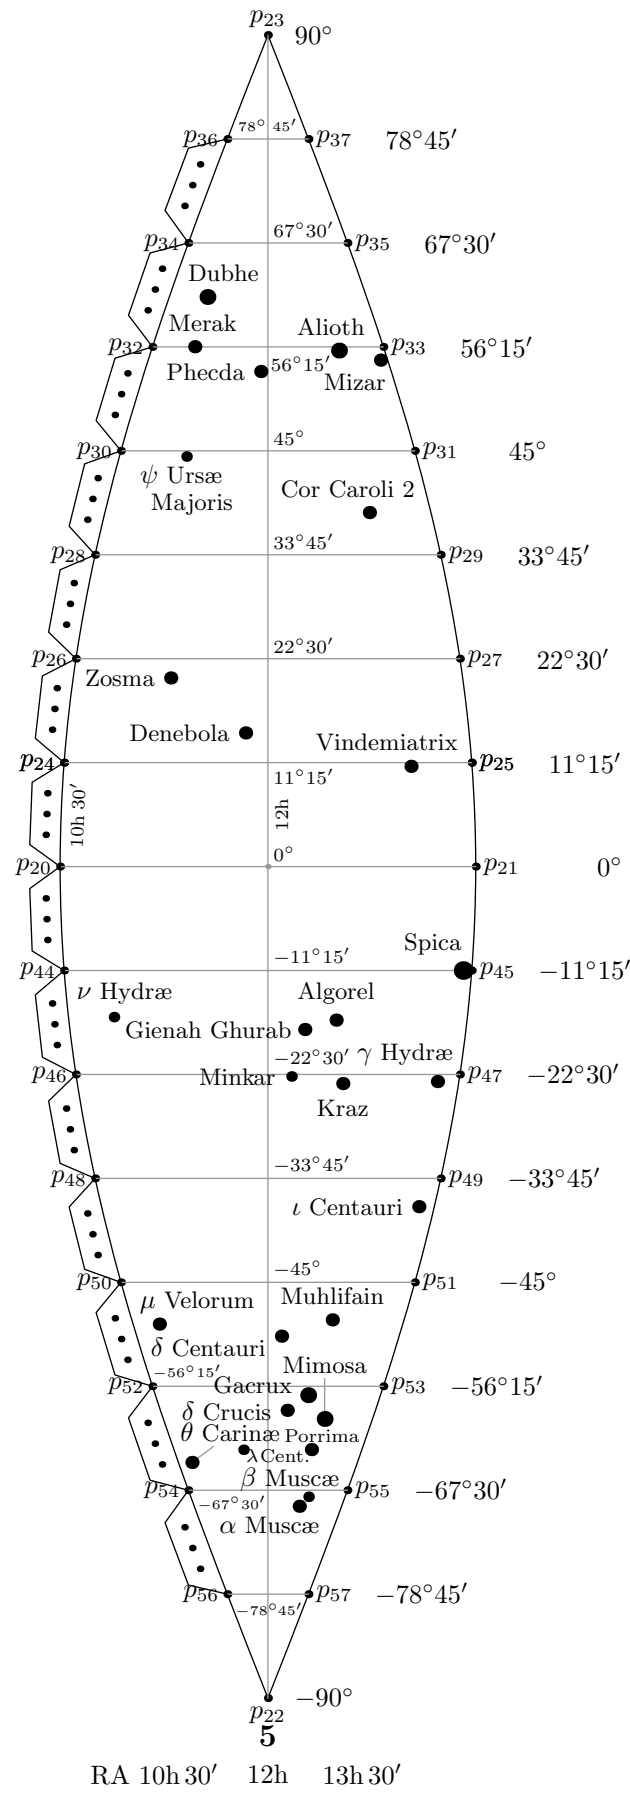 p23
90°
p36 78° 45′ p37 78°45′
p34 67°30′ p35 67°30′
Dubhe
Merak Alioth
p32 p33 56°15′
Phecda 56°15′ Mizar
p30 45° p31 45°
ψ Ursæ
Majoris
Cor Caroli 2
p28 33°45′ p29 33°45′
p26 22°30′ p27 22°30′
Zosma
Denebola Vindemiatrix
p24 p25 11°15′
11°15′
10h 30′ 12h
p20 0° p21 0°
Spica
p44 −11°15′ p45 −11°15′
ν Hydræ Algorel
Gienah Ghurab
−22°30′ γ Hydræ
p46 Minkar p47 −22°30′
Kraz
p48 −33°45′ p49 −33°45′
ι Centauri
p50 −45° p51 −45°
μ Velorum Muhlifain
δ Centauri
Mimosa
−56°15′
p52 Gacrux p53 −56°15′
δ Crucis
θ Carinæ Porrima
λ Cent.
β Muscæ
p54 −67°30′ p55 −67°30′
α Muscæ
p56 −78°45′ p57 −78°45′
−90°
p22
5
RA 10h 30′ 12h 13h 30′